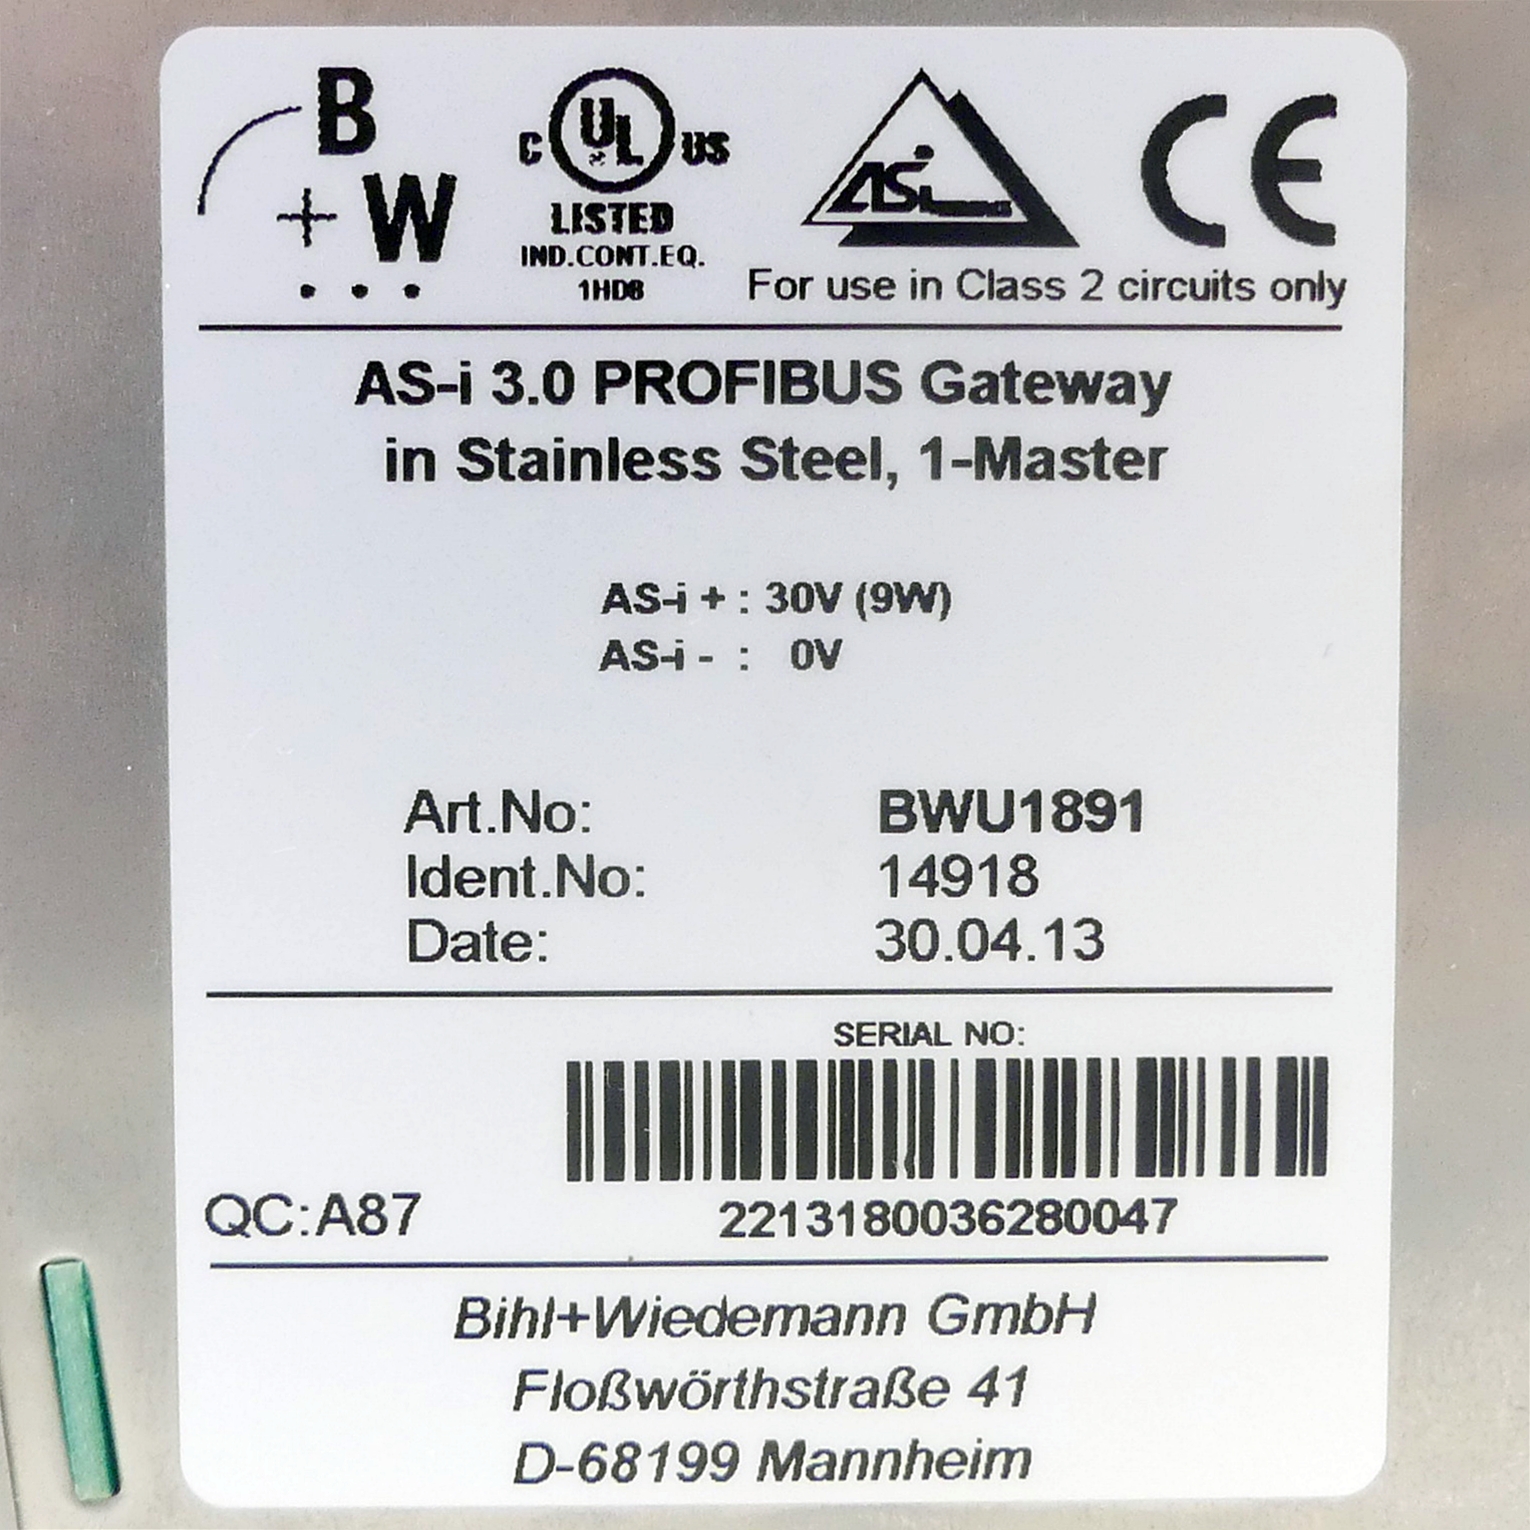 B
+W
C UL US
LISTED
IND.CONT.EQ.
1HD8
ASi
CE
For use in Class 2 circuits only
AS-i 3.0 PROFIBUS Gateway
in Stainless Steel, 1-Master
AS-i + : 30V (9W)
AS-i - : 0V
Art.No: BWU1891
Ident.No: 14918
Date: 30.04.13
SERIAL NO:
QC:A87
2213180036280047
Bihl+Wiedemann GmbH
Floßwörthstraße 41
D-68199 Mannheim